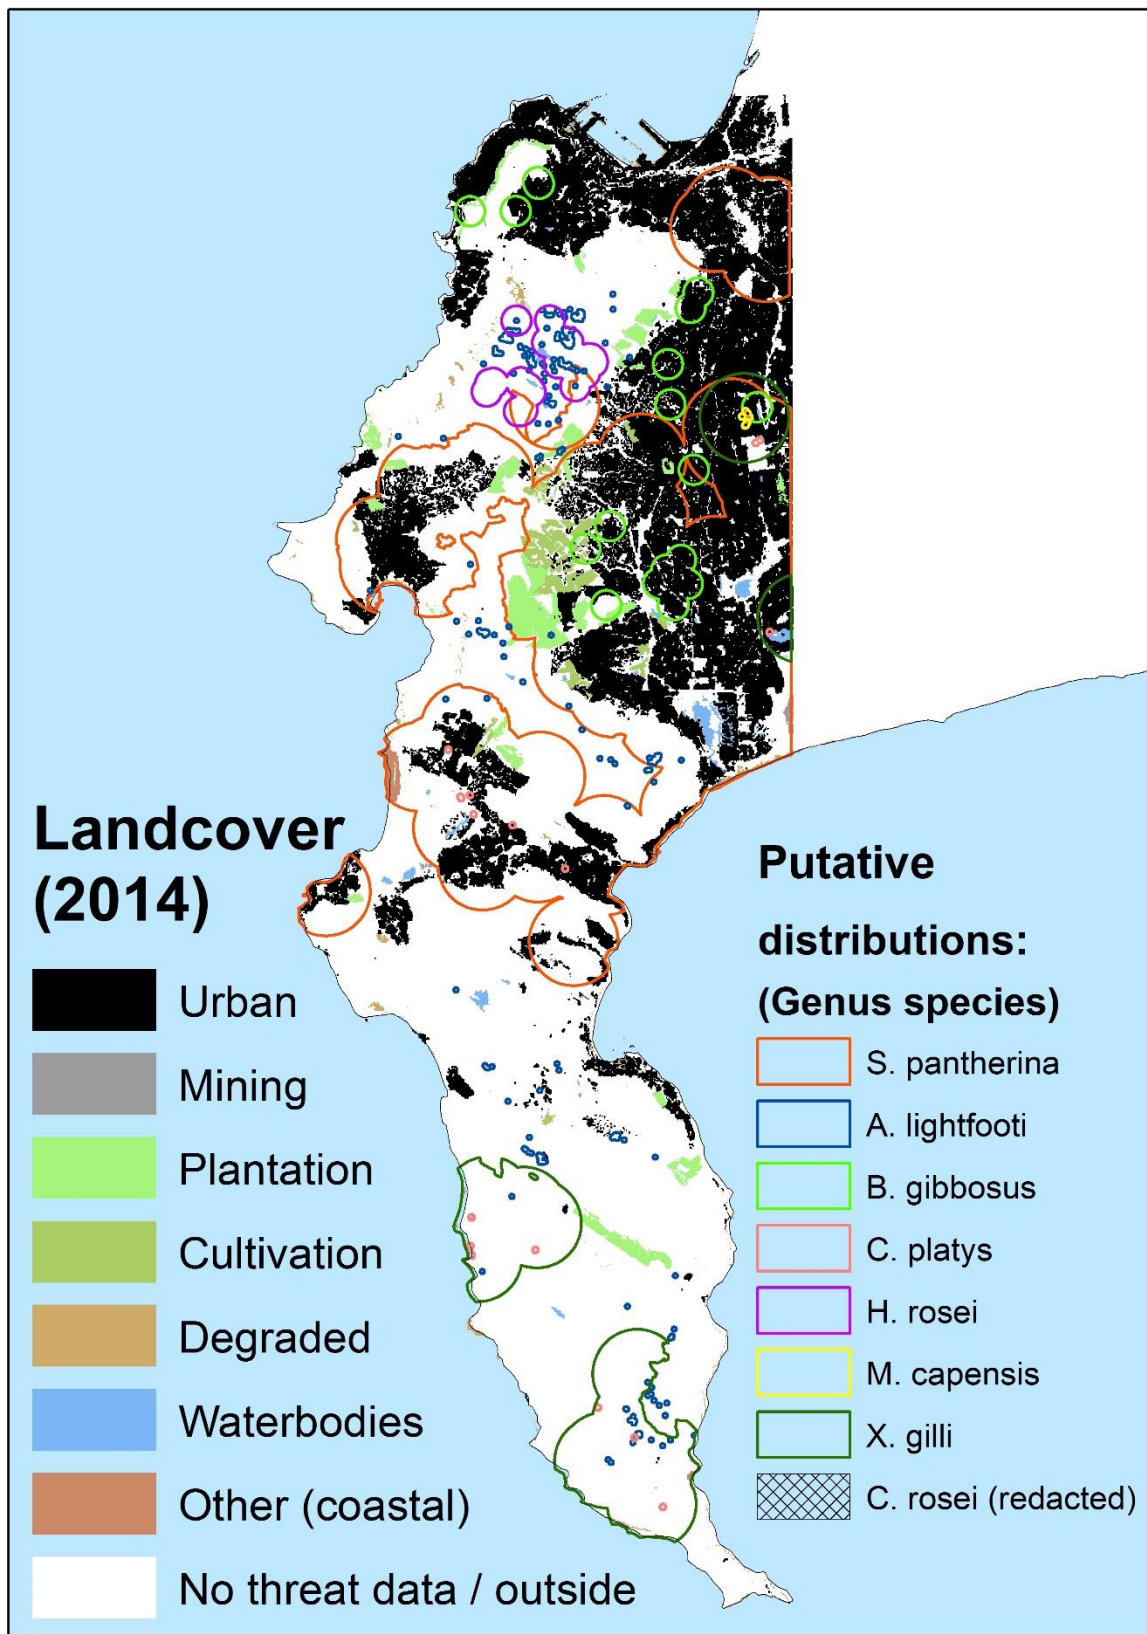 Landcover
(2014)
Urban
Mining
Plantation
Cultivation
Degraded
Waterbodies
Other (coastal)
No threat data / outside
Putative
distributions:
(Genus species)
S. pantherina
A. lightfooti
B. gibbosus
C. platys
H. rosei
M. capensis
X. gilli
C. rosei (redacted)